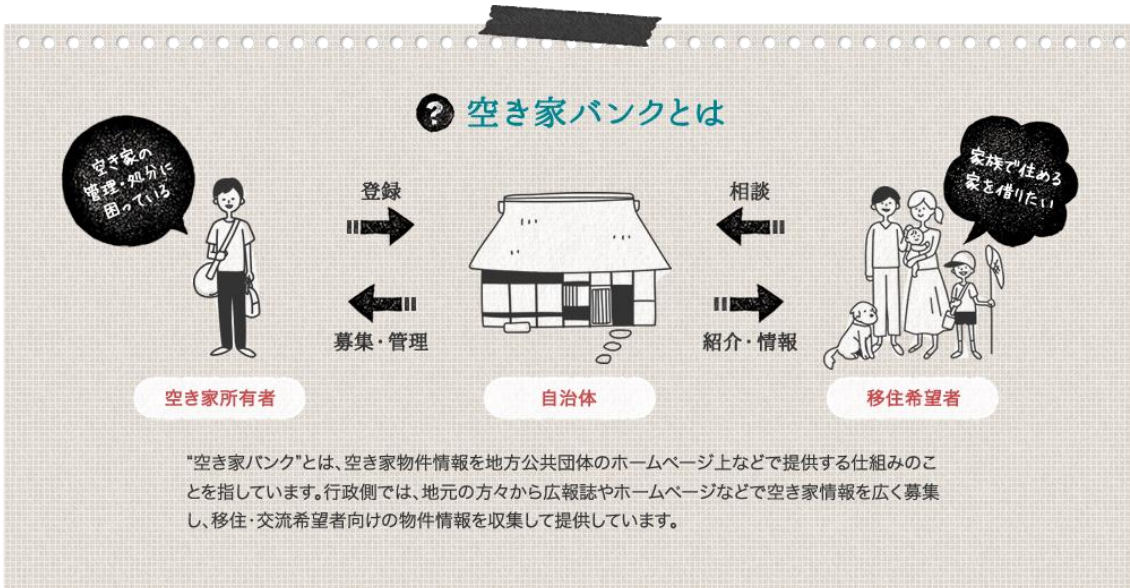 ? 空き家バンクとは
空き家の
管理・処分に
困っている
家族で住める
家を借りたい
登録
相談
募集・管理
紹介・情報
空き家所有者
自治体
移住希望者
“空き家バンク”とは、空き家物件情報を地方公共団体のホームページ上などで提供する仕組みのこ
とを指しています。行政側では、地元の方々から広報誌やホームページなどで空き家情報を広く募集
し、移住・交流希望者向けの物件情報を収集して提供しています。